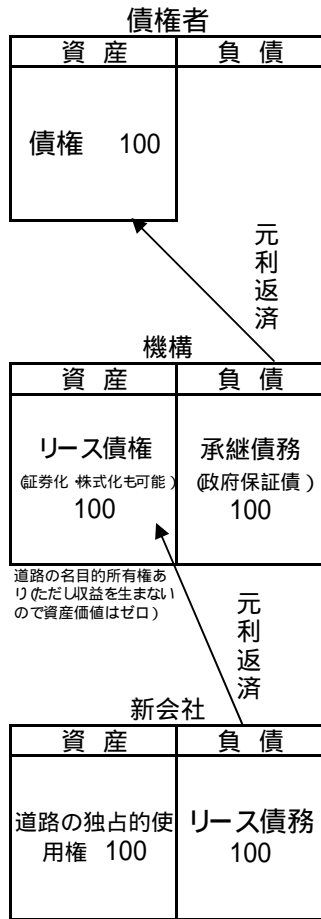 債権者
資 産 負 債
債権 100
元利返済
機構
資 産 負 債
リース債権
(証券化・株式化も可能)
100
承継債務
(政府保証債)
100
道路の名目的所有権あ
り(ただし収益を生まない
ので資産価値はゼロ)
元利返済
新会社
資 産 負 債
道路の独占的使
用権 100
リース債務
100